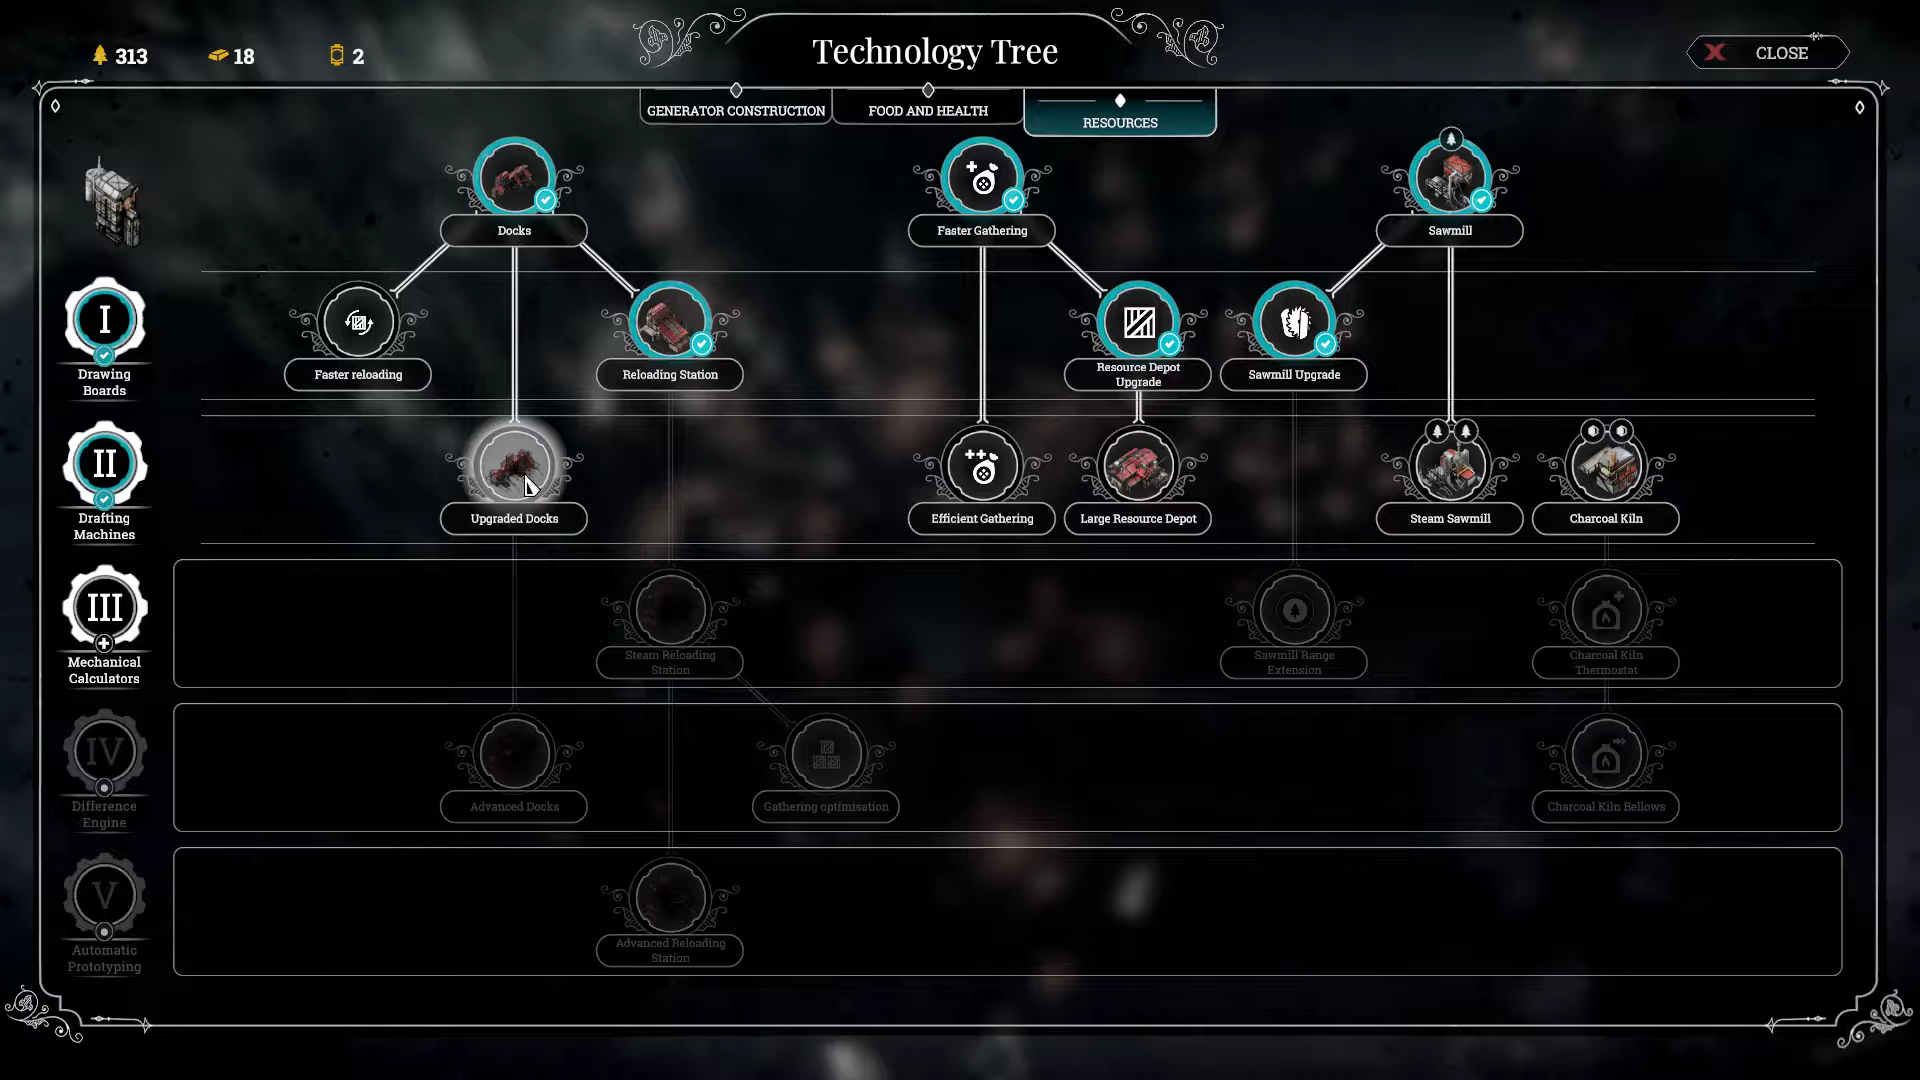 313
18
2
Technology Tree
CLOSE
GENERATOR CONSTRUCTION
FOOD AND HEALTH
RESOURCES
Docks
Faster Gathering
Sawmill
I
Drawing
Boards
Faster reloading
Reloading Station
Resource Depot
Upgrade
Sawmill Upgrade
II
Drafting
Machines
Upgraded Docks
Efficient Gathering
Large Resource Depot
Steam Sawmill
Charcoal Kiln
III
Mechanical
Calculators
Steam Reloading
Station
Sawmill Range
Extension
Charcoal Kiln
Thermostat
IV
Difference
Engine
Advanced Docks
Gathering optimisation
Charcoal Kiln Bellows
V
Automatic
Prototyping
Advanced Reloading
Station